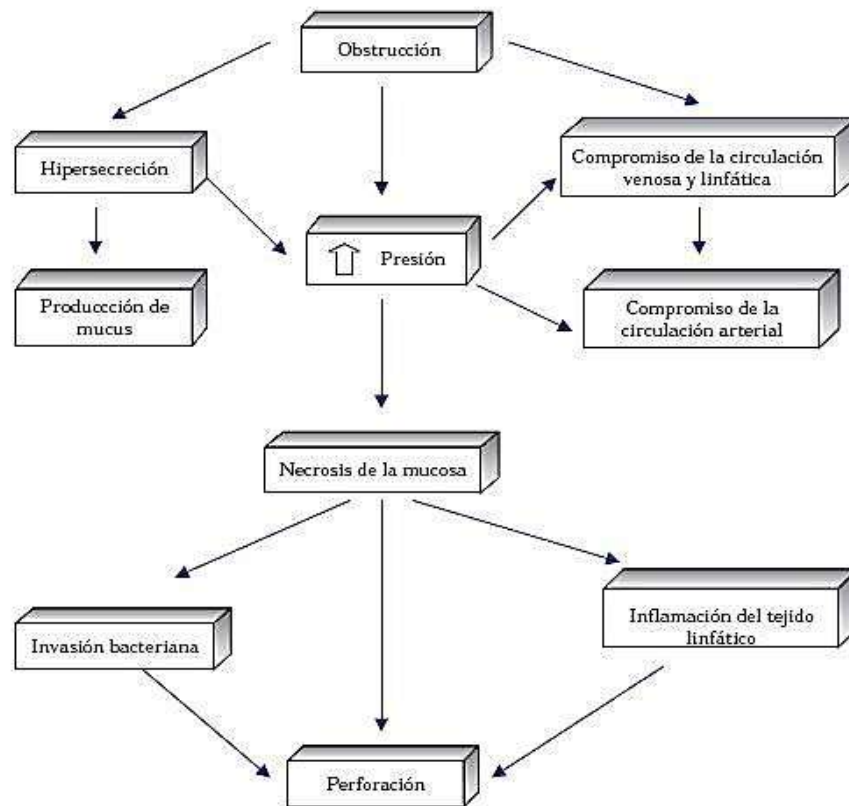 Obstrucción
Hipersecreción
Compromiso de la circulación
venosa y linfática
Presión
Produccción de
mucus
Compromiso de la
circulación arterial
Necrosis de la mucosa
Invasión bacteriana
Inflamación del tejido
linfático
Perforación